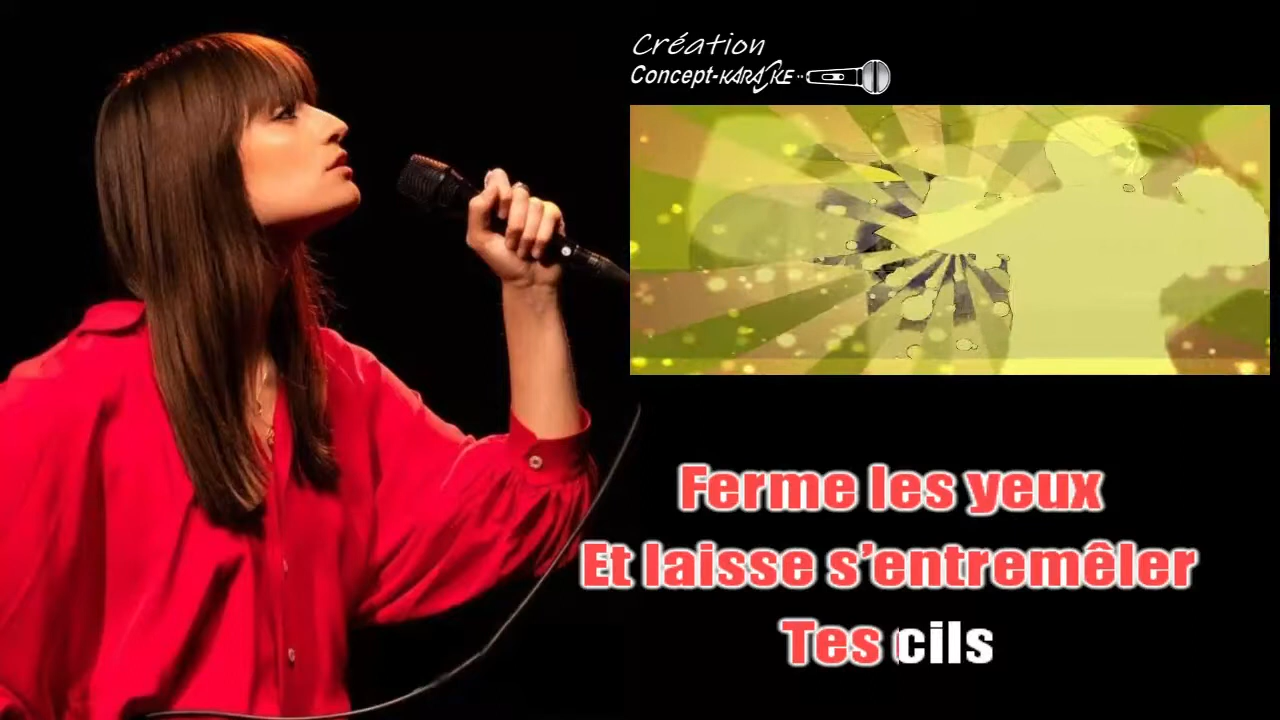 Création
Concept-KARAOKE
Ferme les yeux
Et laisse s’entremêler
Tes cils